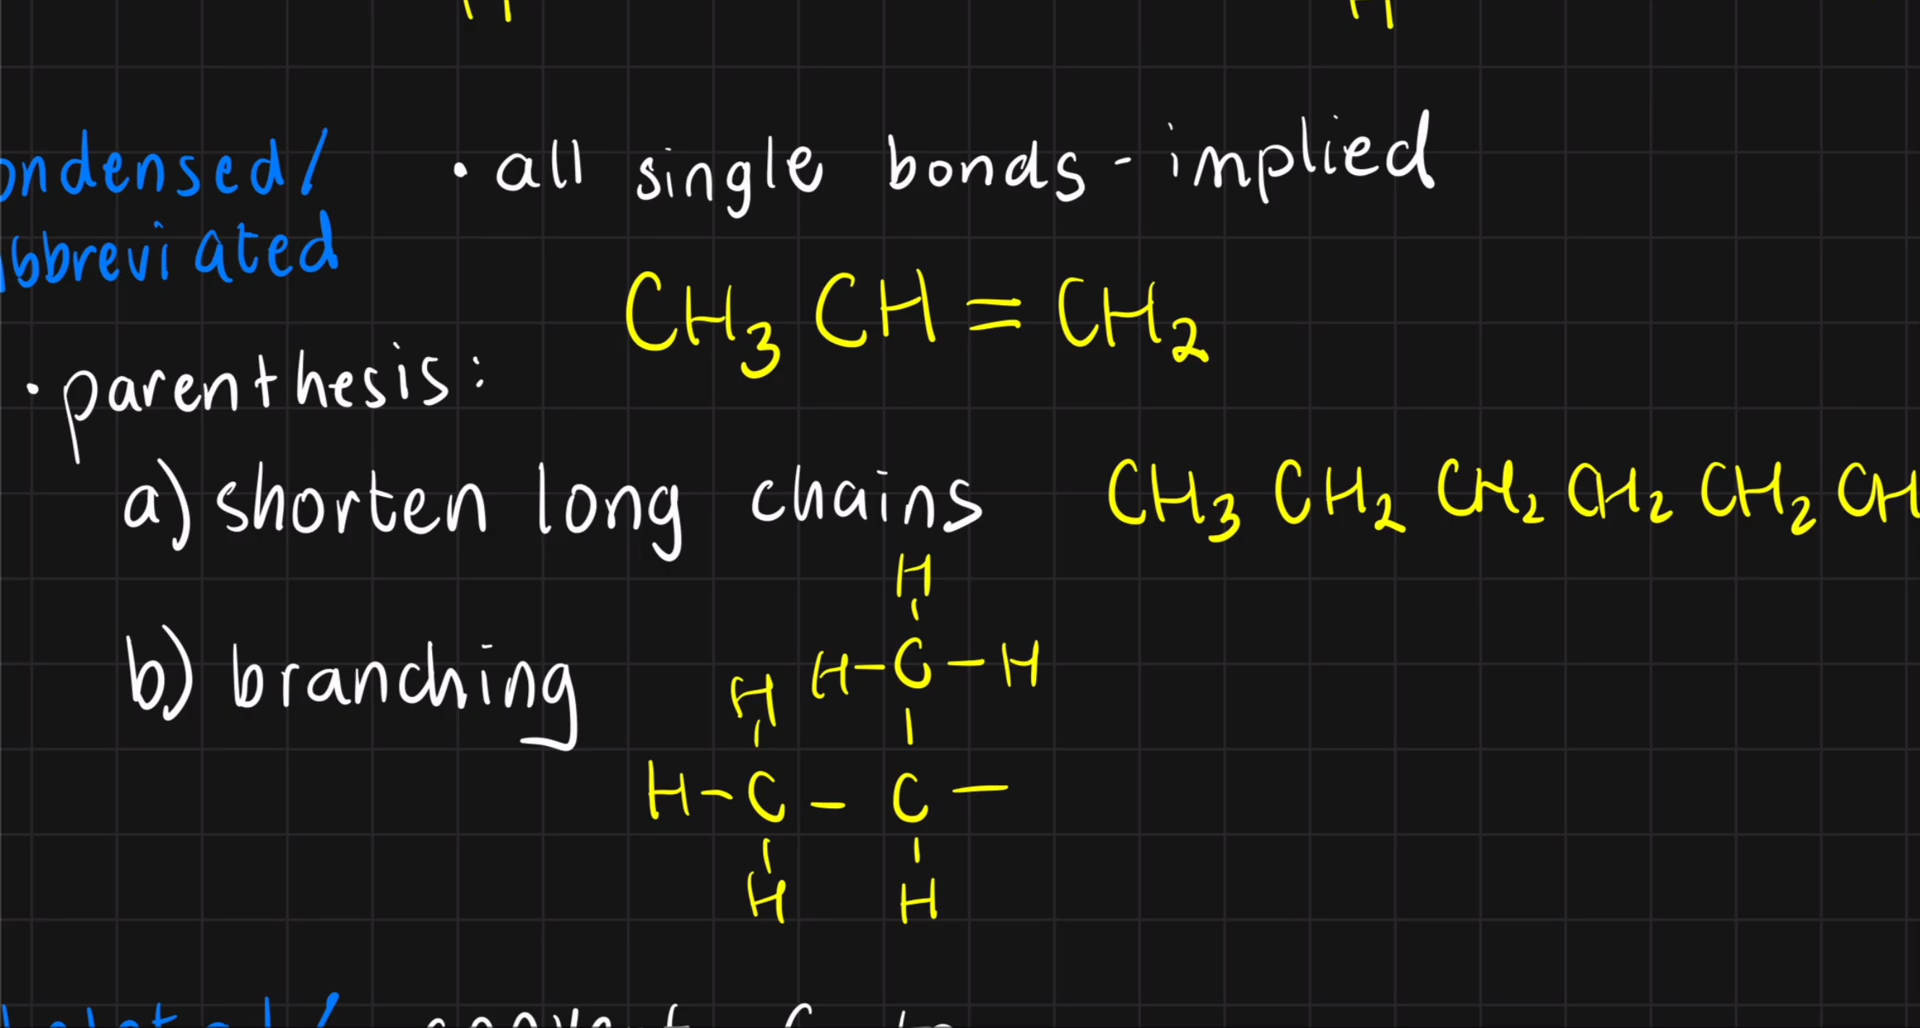 H H
ondensed/ • all single bonds - implied
bbreviated
CH₃ CH = CH₂
• parenthesis:
a) shorten long chains CH₃ CH₂ CH₂ CH₂ CH₂ CH
H
b) branching H-C-H
H
H-C-C-
H H